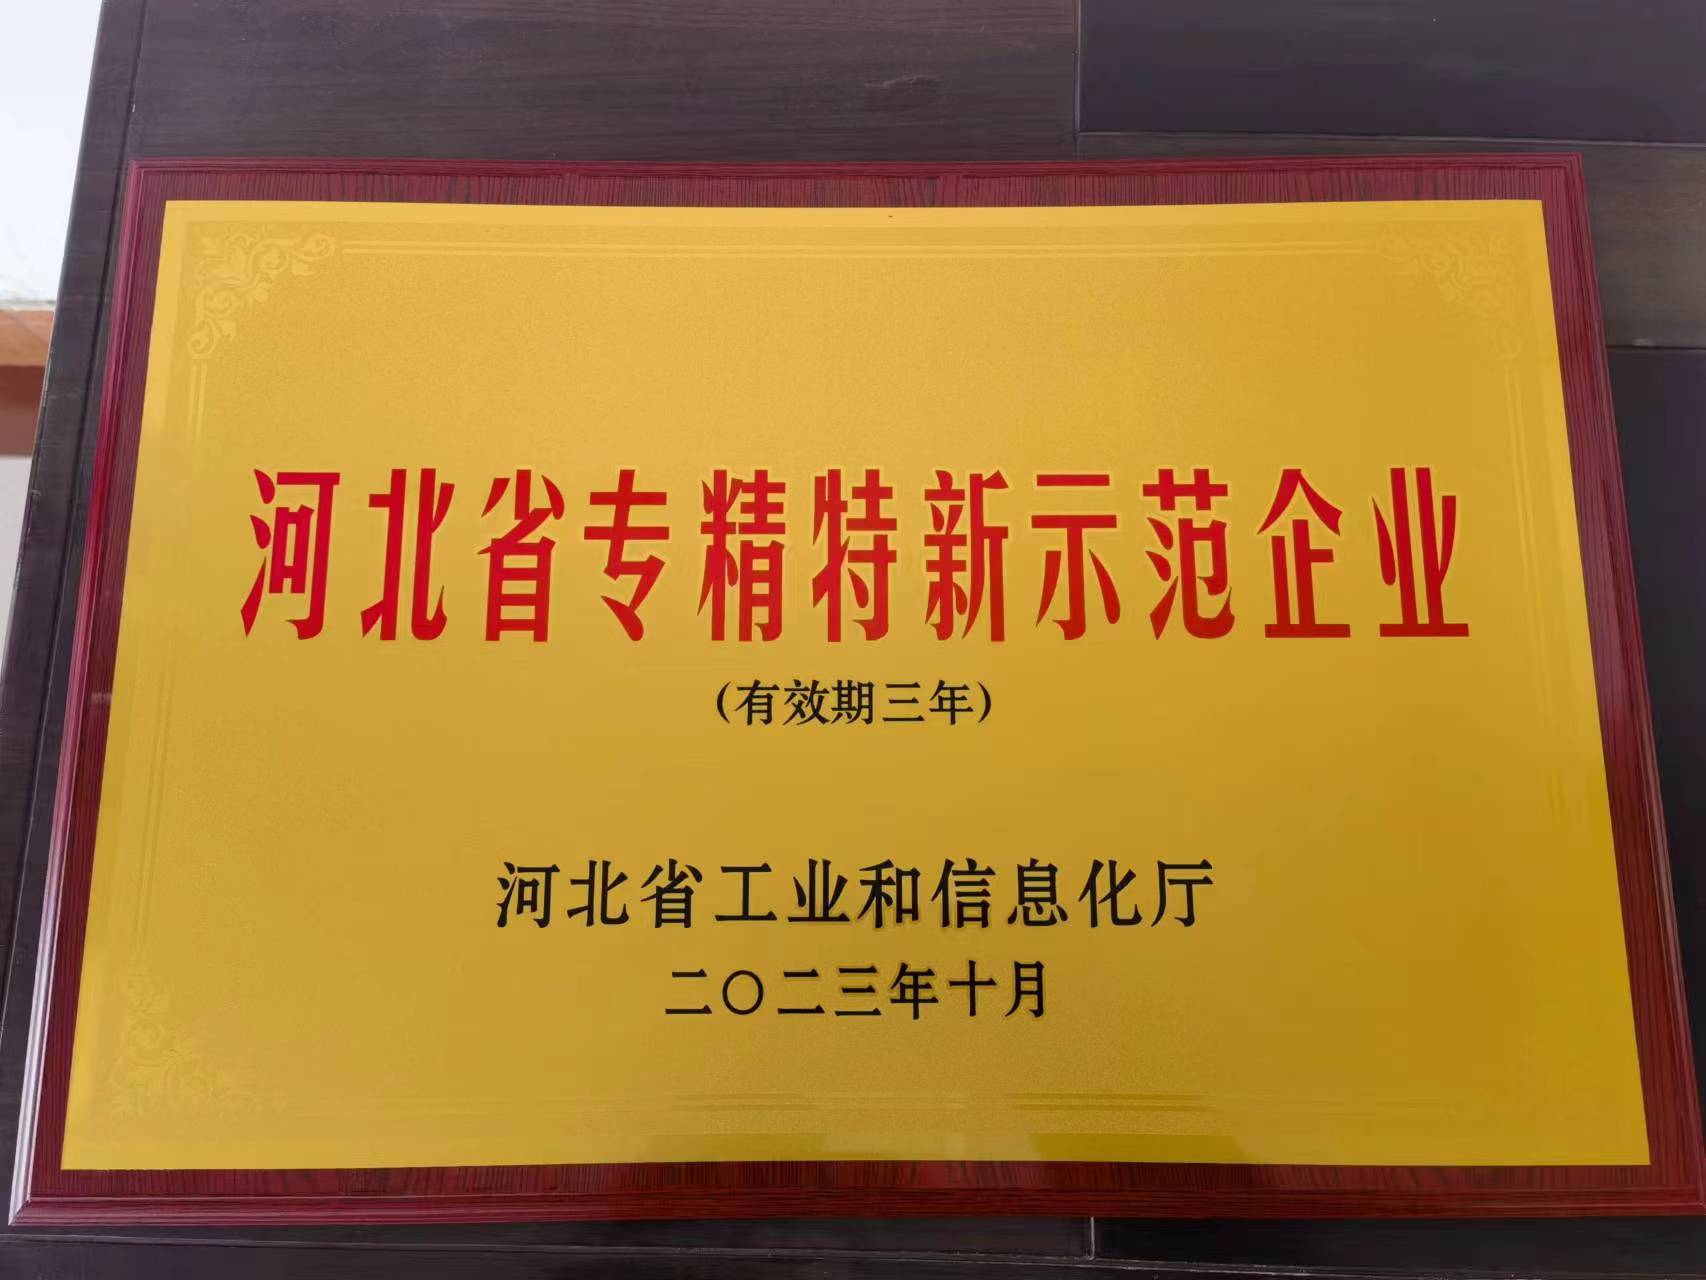 河北省专精特新示范企业
(有效期三年)
河北省工业和信息化厅
二〇二三年十月